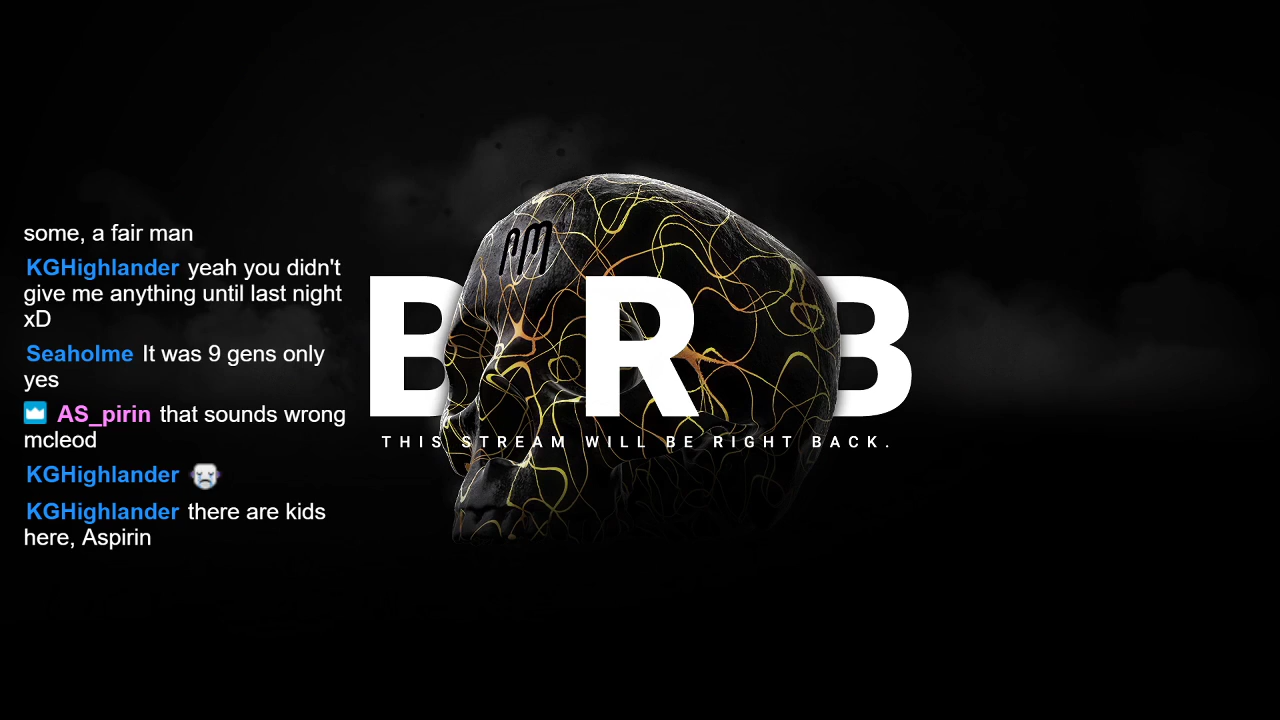 some, a fair man
KGHighlander yeah you didn't
give me anything until last night
xD
Seaholme It was 9 gens only
yes
AS_pirin that sounds wrong
mcleod
KGHighlander
KGHighlander there are kids
here, Aspirin
BRB
THIS STREAM WILL BE RIGHT BACK.